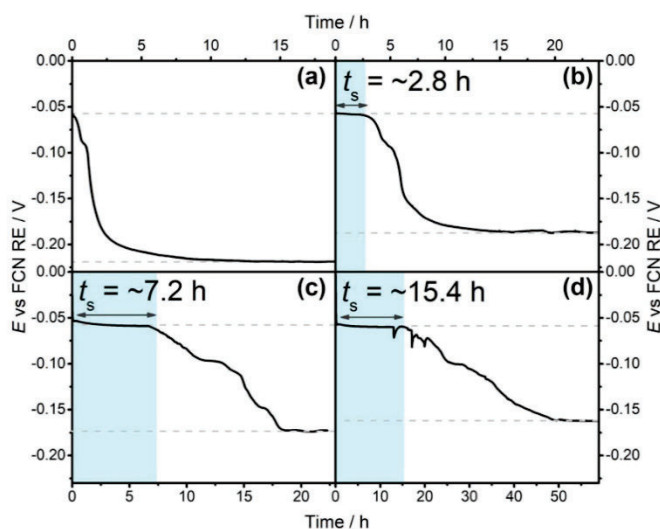 Time / h
0 5 10 15
0 5 10 15 20
0.00 0.00
(a) (b)
tₛ = ~2.8 h
-0.05 -0.05
-0.10 -0.10
-0.15 -0.15
-0.20 -0.20
E vs FCN RE / V
E vs FCN RE / V
0.00 0.00
(c) (d)
tₛ = ~7.2 h
tₛ = ~15.4 h
-0.05 -0.05
-0.10 -0.10
-0.15 -0.15
-0.20 -0.20
0 5 10 15 20
0 10 20 30 40 50
Time / h